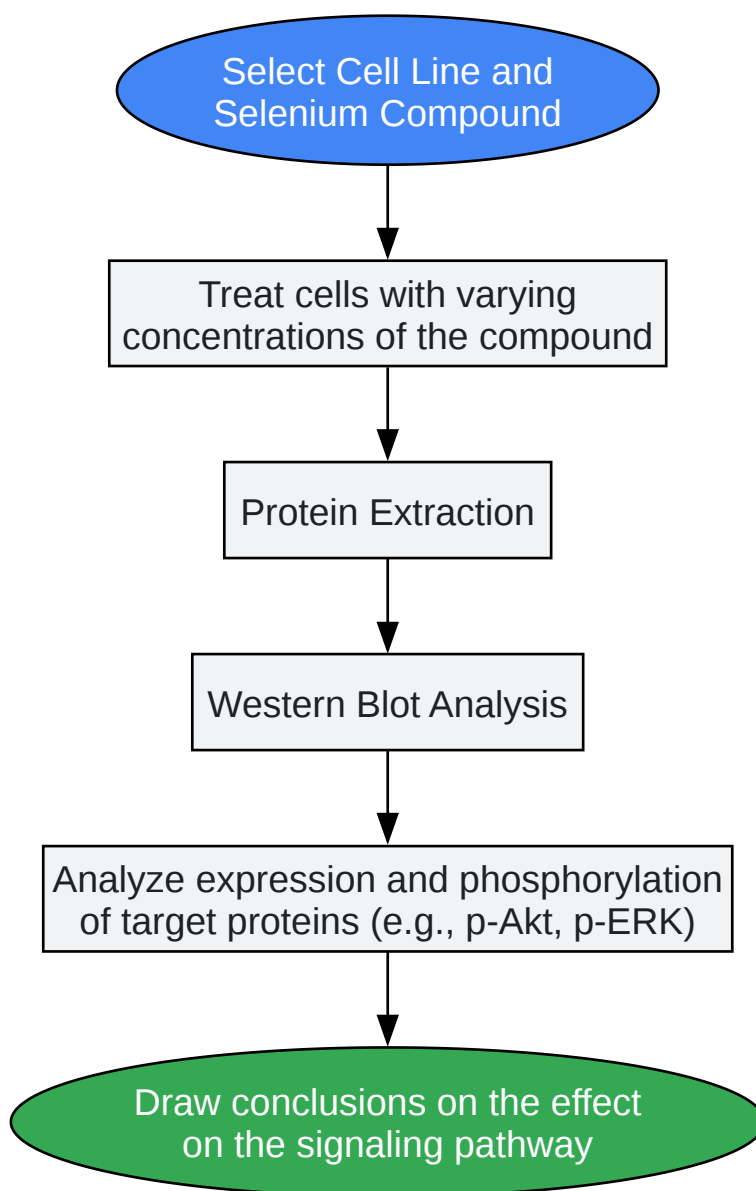 Select Cell Line and
Selenium Compound
Treat cells with varying
concentrations of the compound
Protein Extraction
Western Blot Analysis
Analyze expression and phosphorylation
of target proteins (e.g., p-Akt, p-ERK)
Draw conclusions on the effect
on the signaling pathway